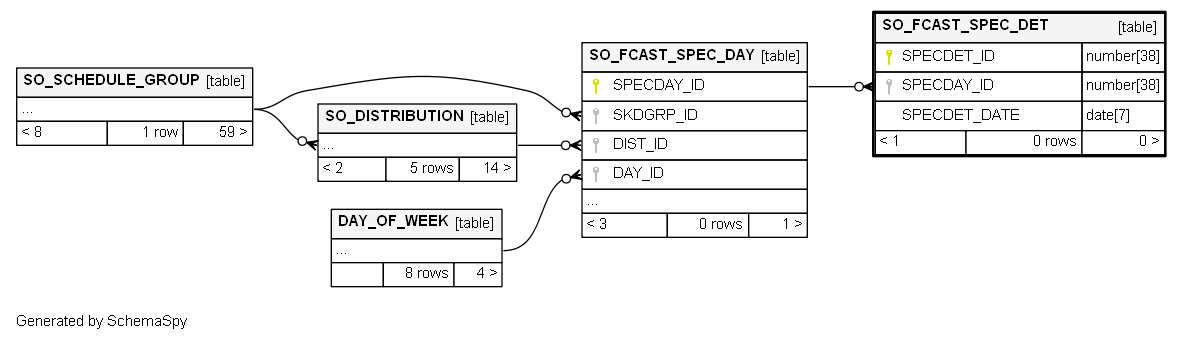 SO_SCHEDULE_GROUP [table]
...
< 8 1 row 59 >
SO_DISTRIBUTION [table]
...
< 2 5 rows 14 >
DAY_OF_WEEK [table]
...
8 rows 4 >
SO_FCAST_SPEC_DAY [table]
SPECDAY_ID
SKDGRP_ID
DIST_ID
DAY_ID
...
< 3 0 rows 1 >
SO_FCAST_SPEC_DET [table]
SPECDET_ID number[38]
SPECDAY_ID number[38]
SPECDET_DATE date[7]
< 1 0 rows 0 >
Generated by SchemaSpy